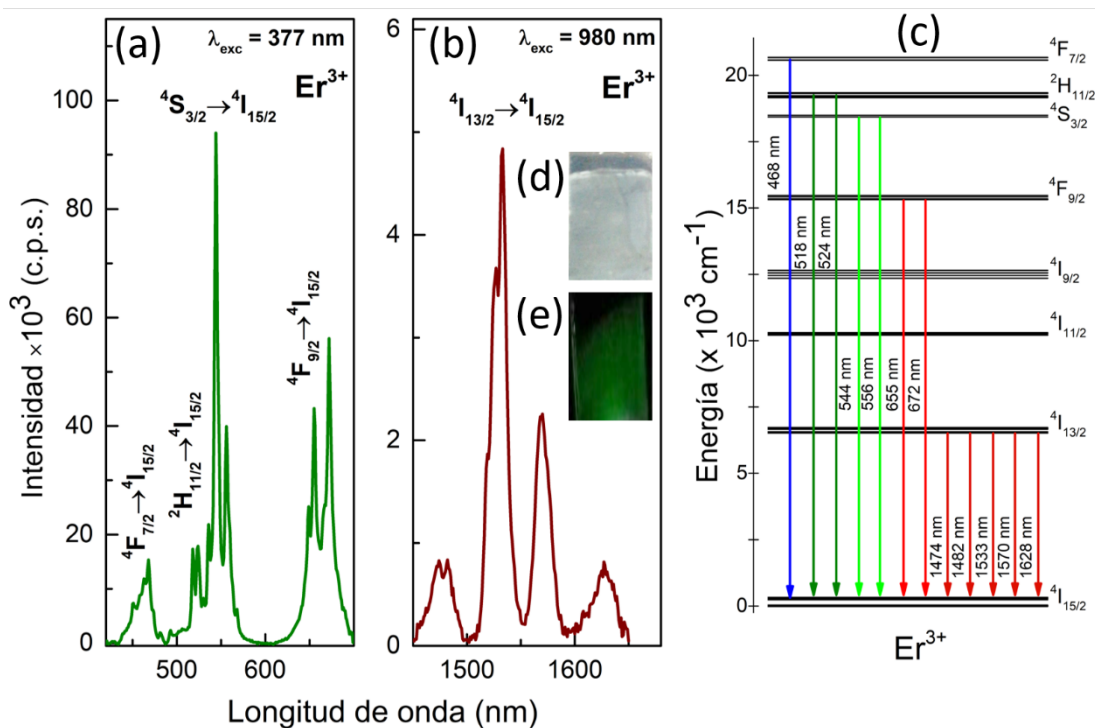 (a)
λexc = 377 nm
Er³⁺
⁴S₃/₂→⁴I₁₅/₂
⁴F₇/₂→⁴I₁₅/₂
²H₁₁/₂→⁴I₁₅/₂
⁴F₉/₂→⁴I₁₅/₂
Intensidad ×10³ (c.p.s.)
100
80
60
40
20
0
500
600
(b)
λexc = 980 nm
Er³⁺
⁴I₁₃/₂→⁴I₁₅/₂
(d)
(e)
6
4
2
0
1500
1600
Longitud de onda (nm)
(c)
Energía (x 10³ cm⁻¹)
20
15
10
5
0
⁴F₇/₂
²H₁₁/₂
⁴S₃/₂
⁴F₉/₂
⁴I₉/₂
⁴I₁₁/₂
⁴I₁₃/₂
⁴I₁₅/₂
468 nm
518 nm
524 nm
544 nm
556 nm
655 nm
672 nm
1474 nm
1482 nm
1533 nm
1570 nm
1628 nm
Er³⁺